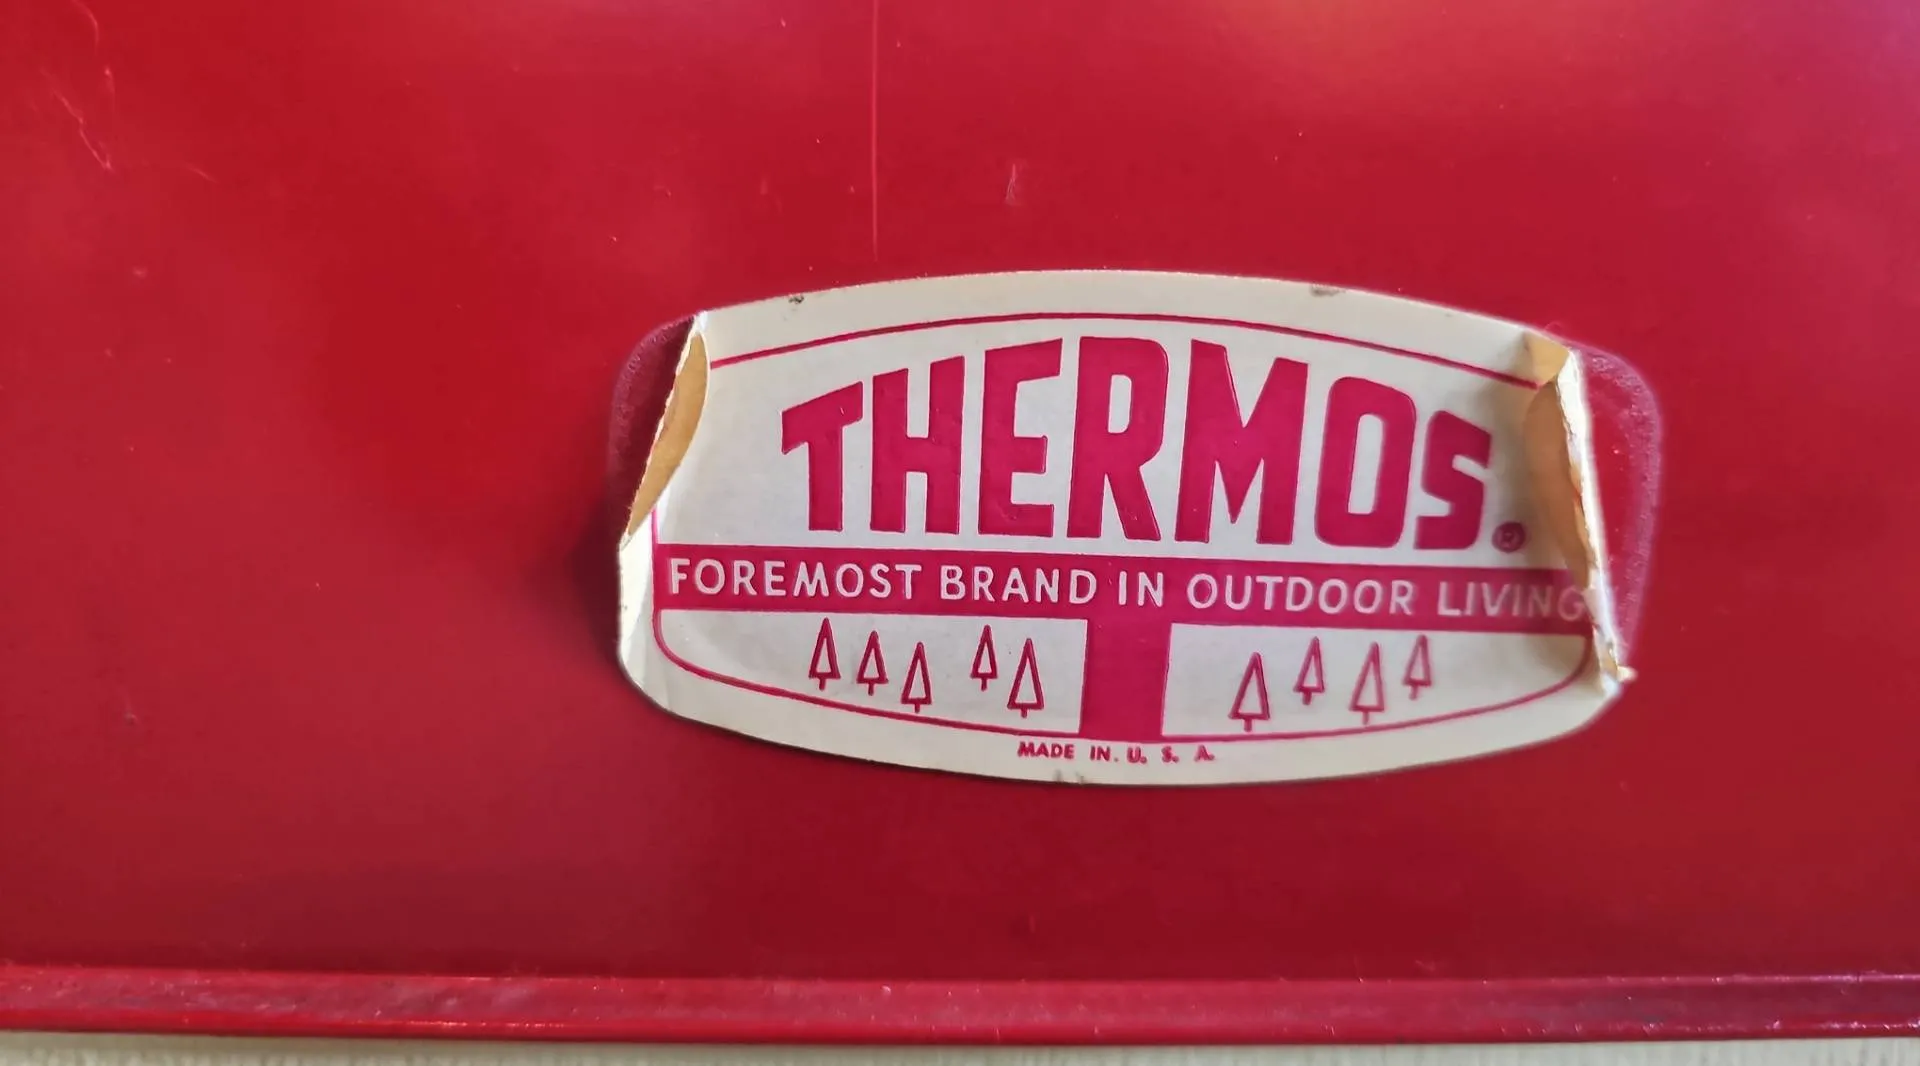 THERMOS®
FOREMOST BRAND IN OUTDOOR LIVING
MADE IN. U. S. A.